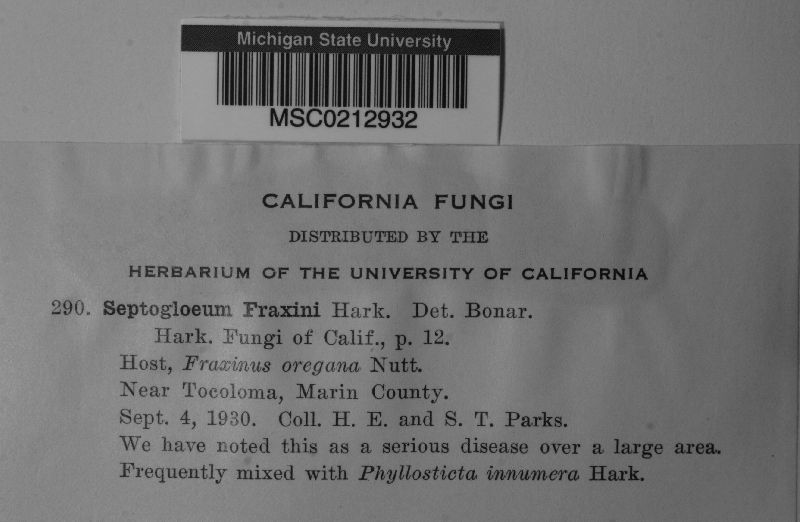 Michigan State University
MSC0212932
CALIFORNIA FUNGI
DISTRIBUTED BY THE
HERBARIUM OF THE UNIVERSITY OF CALIFORNIA
290. Septogloeum Fraxini Hark. Det. Bonar.
Hark. Fungi of Calif., p. 12.
Host, Fraxinus oregana Nutt.
Near Tocoloma, Marin County.
Sept. 4, 1930. Coll. H. E. and S. T. Parks.
We have noted this as a serious disease over a large area.
Frequently mixed with Phyllosticta innumera Hark.